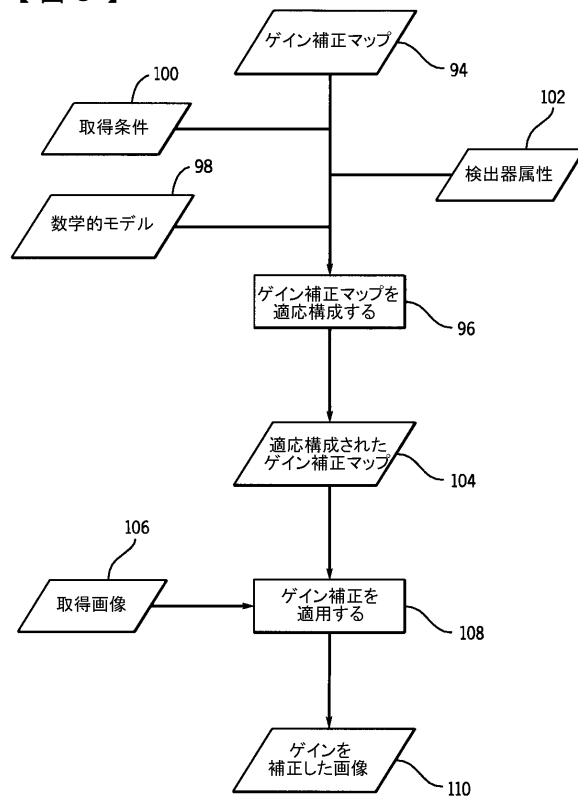 ゲイン補正マップ
94
100
取得条件
102
検出器属性
98
数学的モデル
ゲイン補正マップを
適応構成する
96
適応構成された
ゲイン補正マップ
104
106
取得画像
ゲイン補正を
適用する
108
ゲインを
補正した画像
110